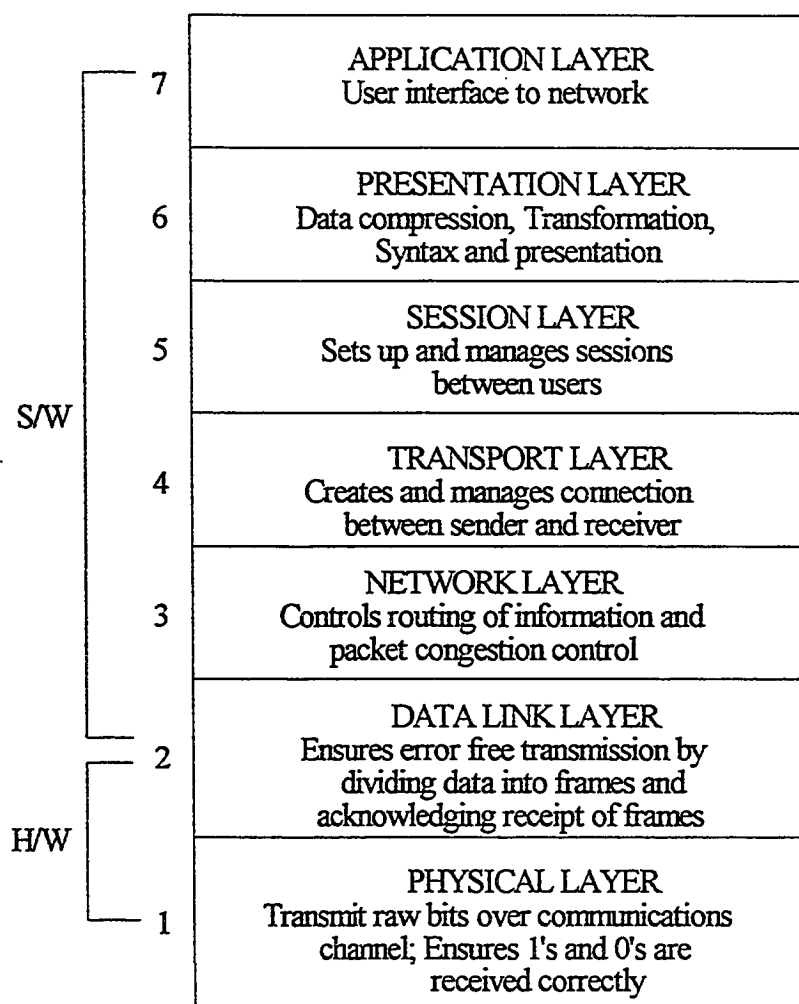 7
APPLICATION LAYER
User interface to network
6
PRESENTATION LAYER
Data compression, Transformation,
Syntax and presentation
5
SESSION LAYER
Sets up and manages sessions
between users
S/W
4
TRANSPORT LAYER
Creates and manages connection
between sender and receiver
3
NETWORK LAYER
Controls routing of information and
packet congestion control
2
DATA LINK LAYER
Ensures error free transmission by
dividing data into frames and
acknowledging receipt of frames
H/W
1
PHYSICAL LAYER
Transmit raw bits over communications
channel; Ensures 1's and 0's are
received correctly